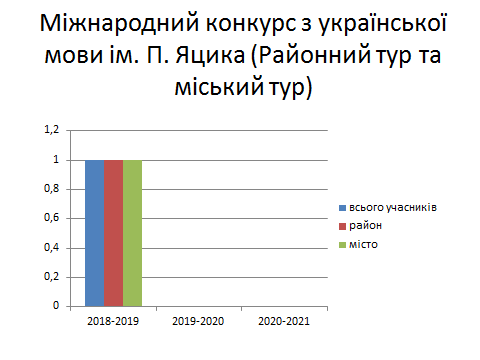 Міжнародний конкурс з української
мови ім. П. Яцика (Районний тур та
міський тур)
1,2
1
0,8
0,6
0,4
0,2
0
2018-2019
2019-2020
2020-2021
всього учасників
район
місто